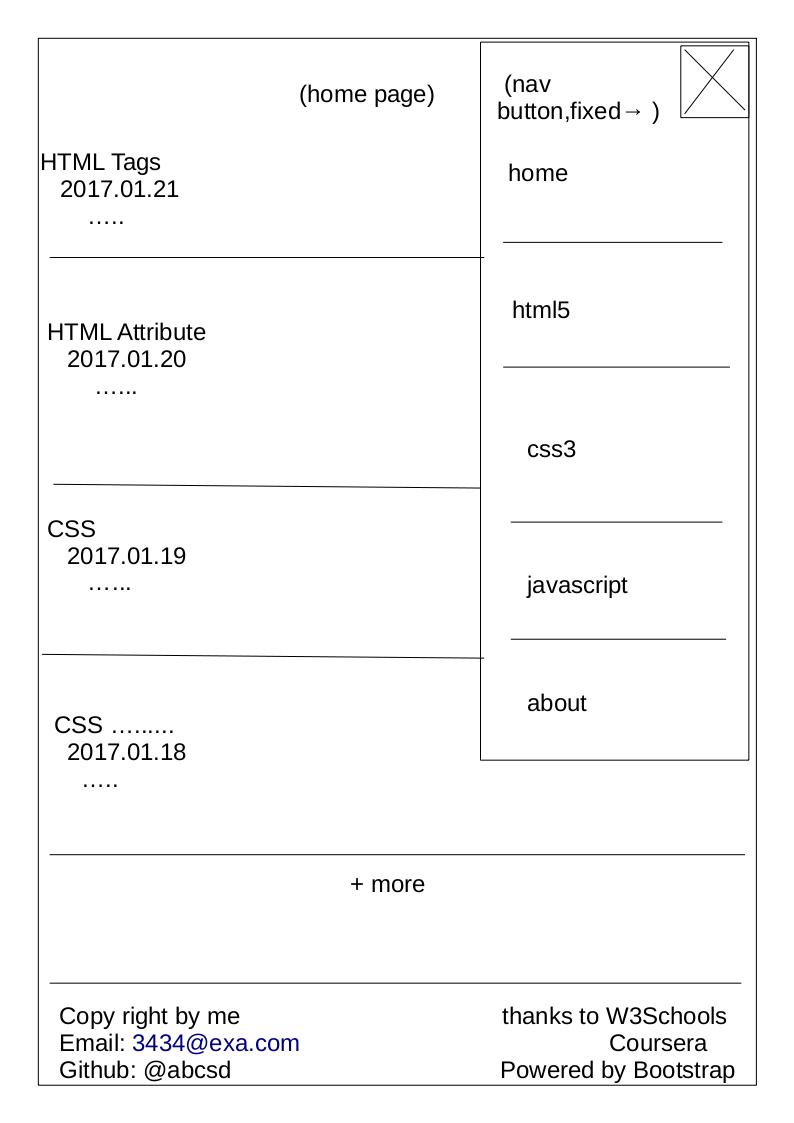 (home page)
HTML Tags
2017.01.21
…..
HTML Attribute
2017.01.20
…...
CSS
2017.01.19
…...
CSS ….…..
2017.01.18
…..
(nav
button,fixed→ )
home
html5
css3
javascript
about
+ more
Copy right by me
Email: 3434@exa.com
Github: @abcsd
thanks to W3Schools
Coursera
Powered by Bootstrap